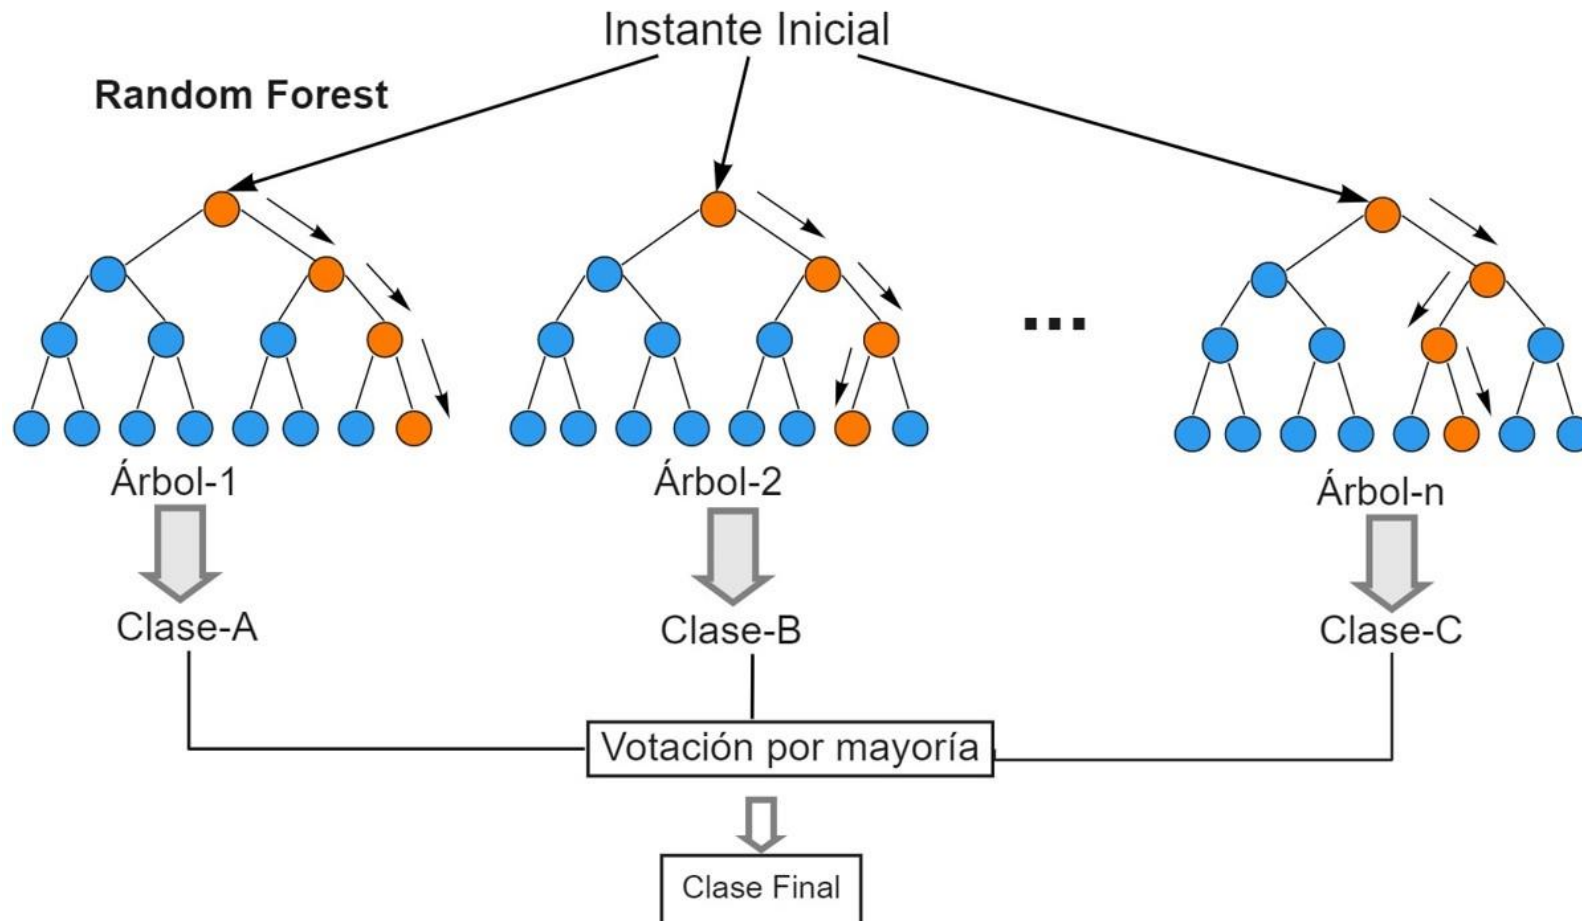 Instante Inicial
Random Forest
...
Árbol-1
Árbol-2
Árbol-n
Clase-A
Clase-B
Clase-C
Votación por mayoría
Clase Final